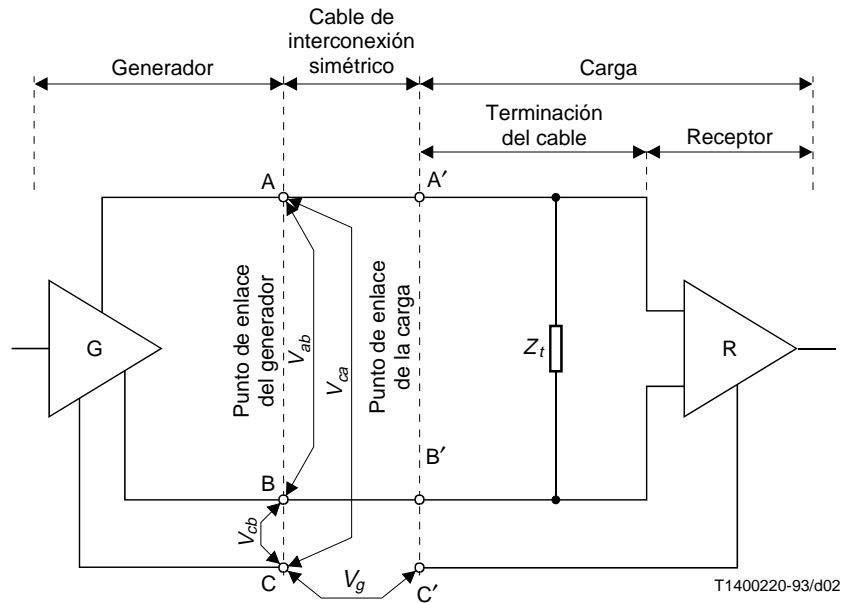 Cable de
interconexión
simétrico
Generador
Carga
Terminación
del cable
Receptor
A
A′
Punto de enlace
del generador
V_ab
V_ca
Punto de enlace
de la carga
G
Z_t
R
B
B′
V_cb
C
V_g
C′
T1400220-93/d02